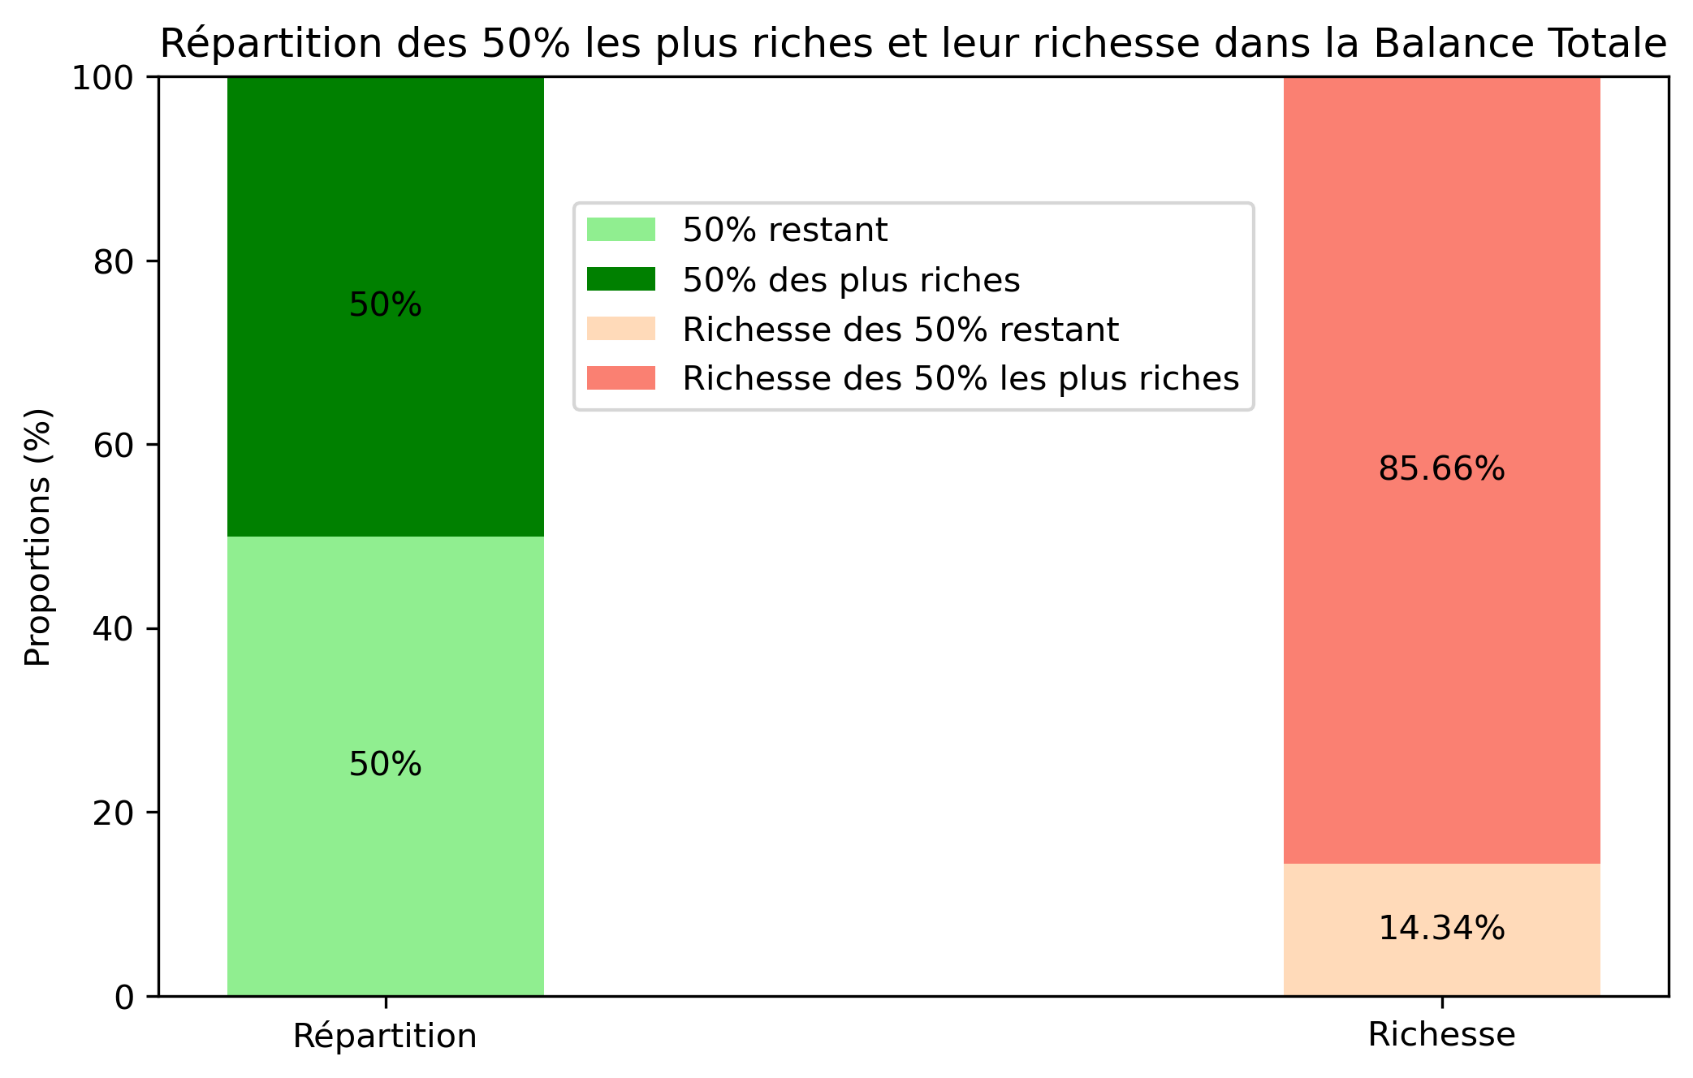 Répartition des 50% les plus riches et leur richesse dans la Balance Totale
Proportions (%)
100
80
60
40
20
0
50%
50%
50% restant
50% des plus riches
Richesse des 50% restant
Richesse des 50% les plus riches
85.66%
14.34%
Répartition
Richesse